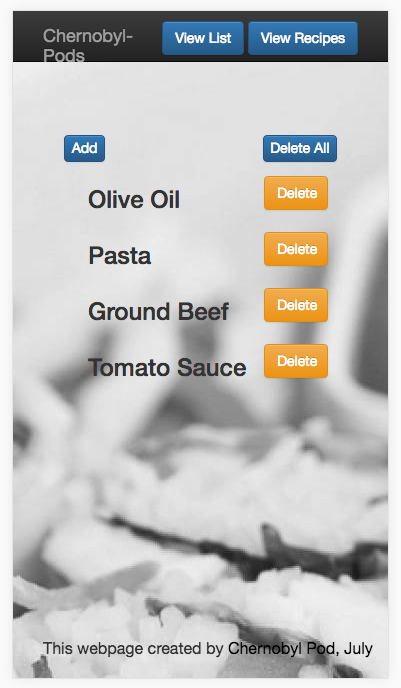 Chernobyl-
Pods
View List
View Recipes
Add
Delete All
Olive Oil
Delete
Pasta
Delete
Ground Beef
Delete
Tomato Sauce
Delete
This webpage created by Chernobyl Pod, July